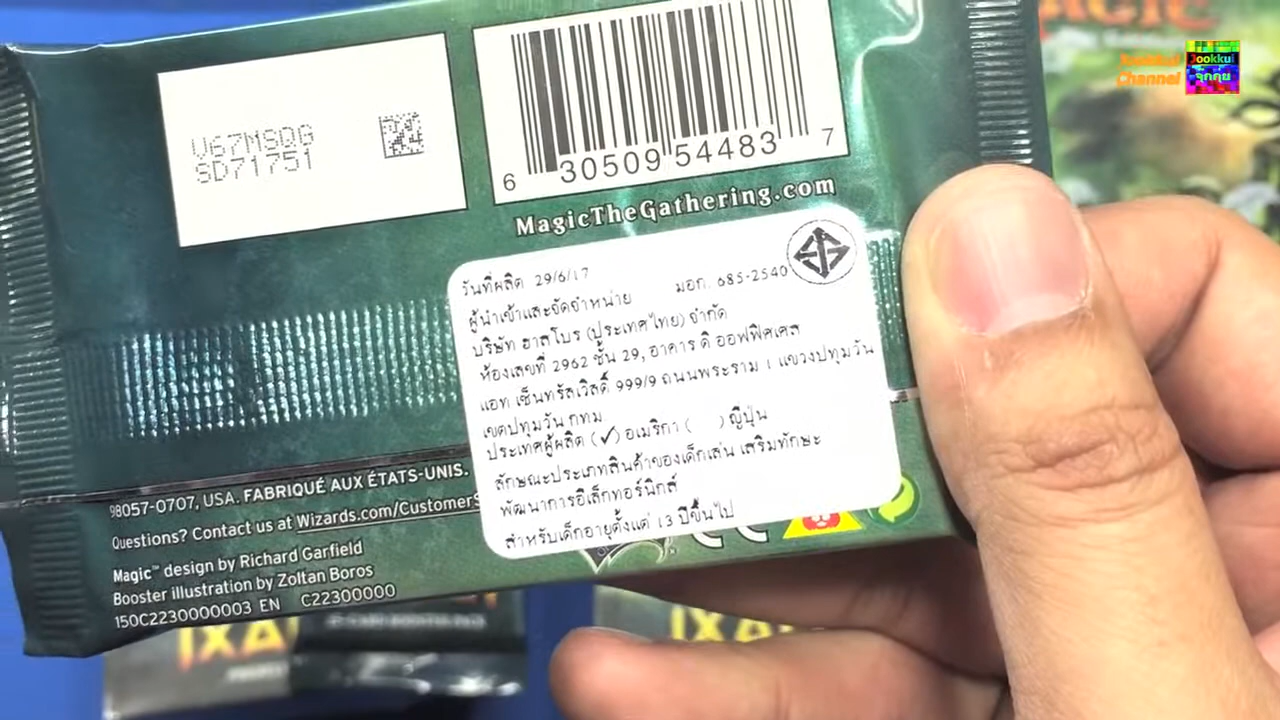 Jookkui
Channel
Jookkui
จุกกุย
V67MSQG
SD71751
6 30509 54483 7
MagicTheGathering.com
วันที่ผลิต 29/6/17 มอก. 685-2540
ผู้นำเข้าและจัดจำหน่าย
บริษัท ฮาสโบร (ประเทศไทย) จำกัด
ห้องเลขที่ 2962 ชั้น 29, อาคาร ดิ ออฟฟิศเศส
แอท เซ็นทรัลเวิลด์ 999/9 ถนนพระราม 1 แขวงปทุมวัน
เขตปทุมวัน กทม
ประเทศผู้ผลิต (✓) อเมริกา ( ) ญี่ปุ่น
ลักษณะประเภทสินค้าของเด็กเล่น เสริมทักษะ
พัฒนาการอิเล็กทอร์นิกส์
สำหรับเด็กอายุตั้งแต่ 13 ปีขึ้นไป
98057-0707, USA. FABRIQUÉ AUX ÉTATS-UNIS.
Questions? Contact us at Wizards.com/CustomerS
Magic™ design by Richard Garfield
Booster illustration by Zoltan Boros
150C2230000003 EN C22300000
IXA
IXA